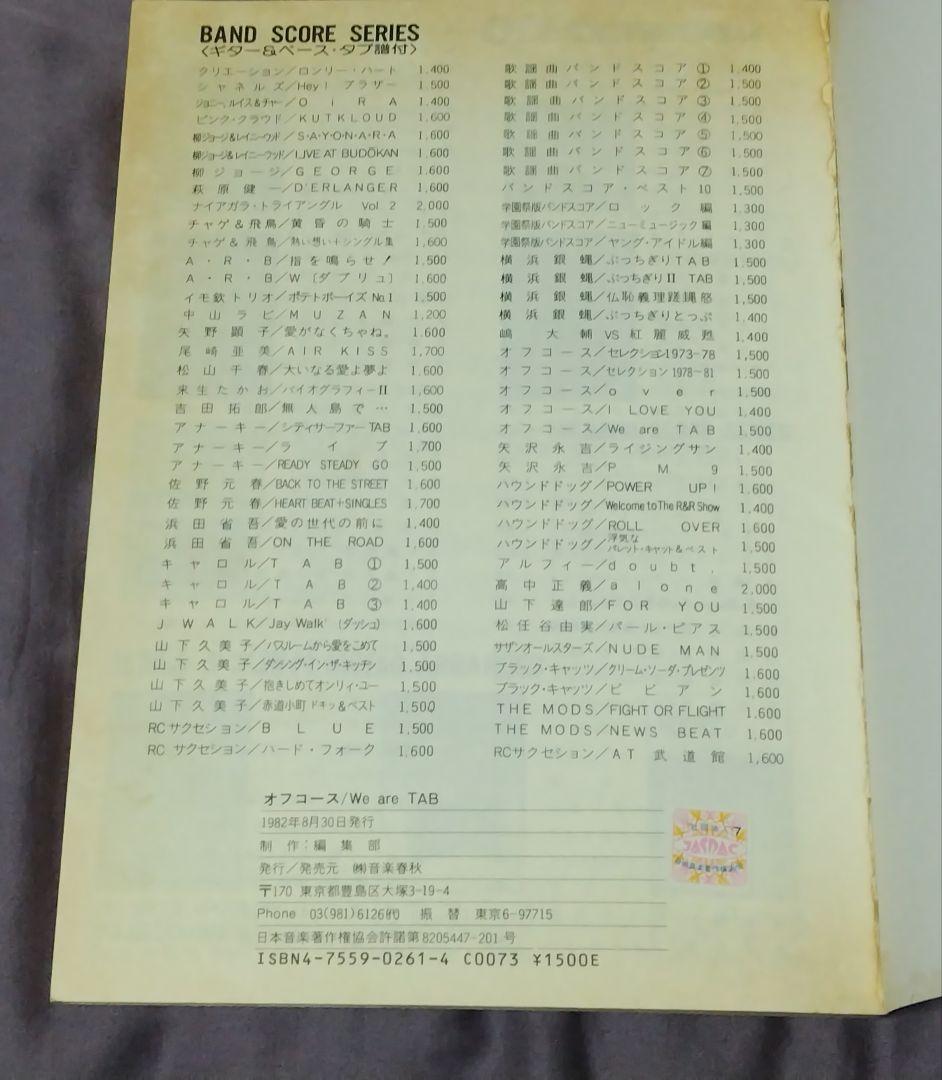 BAND SCORE SERIES
〈ギター&ベース・タブ譜付〉
クリエーション/ロンリー・ハート 1,400
シャネルズ/Hey! ブラザー 1,500
ジョニー,ルイス&チャー/OiRA 1,400
ピンク・クラウド/KUTKLOUD 1,600
柳ジョージ&レイニーウッド/S・A・Y・O・N・A・R・A 1,600
柳ジョージ&レイニーウッド/LIVE AT BUDŌKAN 1,600
柳ジョージ/GEORGE 1,600
萩原健一/D'ERLANGER 1,600
ナイアガラ・トライアングル Vol 2 2,000
チャゲ&飛鳥/黄昏の騎士 1,500
チャゲ&飛鳥/熱い想い+シングル集 1,600
A・R・B/指を鳴らせ! 1,500
A・R・B/W〔ダブリュ〕 1,600
イモ欽トリオ/ポテトボーイズNo.1 1,500
中山ラビ/MUZAN 1,200
矢野顕子/愛がなくちゃね。 1,600
尾崎亜美/AIR KISS 1,700
松山千春/大いなる愛よ夢よ 1,600
来生たかお/バイオグラフィーII 1,600
吉田拓郎/無人島で… 1,500
アナーキー/シティサーファーTAB 1,600
アナーキー/ライブ 1,700
アナーキー/READY STEADY GO 1,500
佐野元春/BACK TO THE STREET 1,600
佐野元春/HEART BEAT+SINGLES 1,700
浜田省吾/愛の世代の前に 1,400
浜田省吾/ON THE ROAD 1,600
キャロル/TAB① 1,500
キャロル/TAB② 1,400
キャロル/TAB③ 1,400
J WALK/Jay Walk'(ダッシュ) 1,600
山下久美子/バスルームから愛をこめて 1,500
山下久美子/ダンシング・イン・ザ・キッチン 1,500
山下久美子/抱きしめてオンリィ・ユー 1,500
山下久美子/赤道小町ドキッ&ベスト 1,500
RCサクセション/BLUE 1,500
RCサクセション/ハード・フォーク 1,600
歌謡曲バンドスコア① 1,400
歌謡曲バンドスコア② 1,500
歌謡曲バンドスコア③ 1,500
歌謡曲バンドスコア④ 1,500
歌謡曲バンドスコア⑤ 1,500
歌謡曲バンドスコア⑥ 1,500
歌謡曲バンドスコア⑦ 1,500
バンドスコア・ベスト10 1,500
学園祭版バンドスコア/ロック編 1,300
学園祭版バンドスコア/ニューミュージック編 1,300
学園祭版バンドスコア/ヤング・アイドル編 1,300
横浜銀蝿/ぶっちぎりTAB 1,500
横浜銀蝿/ぶっちぎりII TAB 1,500
横浜銀蝿/仏恥義理蹉䵷怒 1,500
横浜銀蝿/ぶっちぎりとっぷ 1,400
嶋大輔VS紅麗威甦 1,400
オフコース/セレクション1973-78 1,500
オフコース/セレクション1978-81 1,500
オフコース/over 1,500
オフコース/I LOVE YOU 1,400
オフコース/We are TAB 1,500
矢沢永吉/ライジングサン 1,400
矢沢永吉/PM9 1,500
ハウンドドッグ/POWER UP! 1,600
ハウンドドッグ/Welcome to The R&R Show 1,400
ハウンドドッグ/ROLL OVER 1,600
ハウンドドッグ/浮気なパレット・キャット&ベスト 1,500
アルフィー/doubt, 1,500
高中正義/alone 2,000
山下達郎/FOR YOU 1,500
松任谷由実/パール・ピアス 1,500
サザンオールスターズ/NUDE MAN 1,500
ブラック・キャッツ/クリーム・ソーダ・プレゼンツ 1,600
ブラック・キャッツ/ビビアン 1,600
THE MODS/FIGHT OR FLIGHT 1,600
THE MODS/NEWS BEAT 1,600
RCサクセション/AT 武道館 1,600
オフコース/We are TAB
1982年8月30日発行
制作:編集部
発行/発売元 ㈱音楽春秋
〒170 東京都豊島区大塚3-19-4
Phone 03(981)6126㈹ 振替 東京6-97715
日本音楽著作権協会許諾第8205447-201号
ISBN4-7559-0261-4 C0073 ¥1500E
7
JASRAC